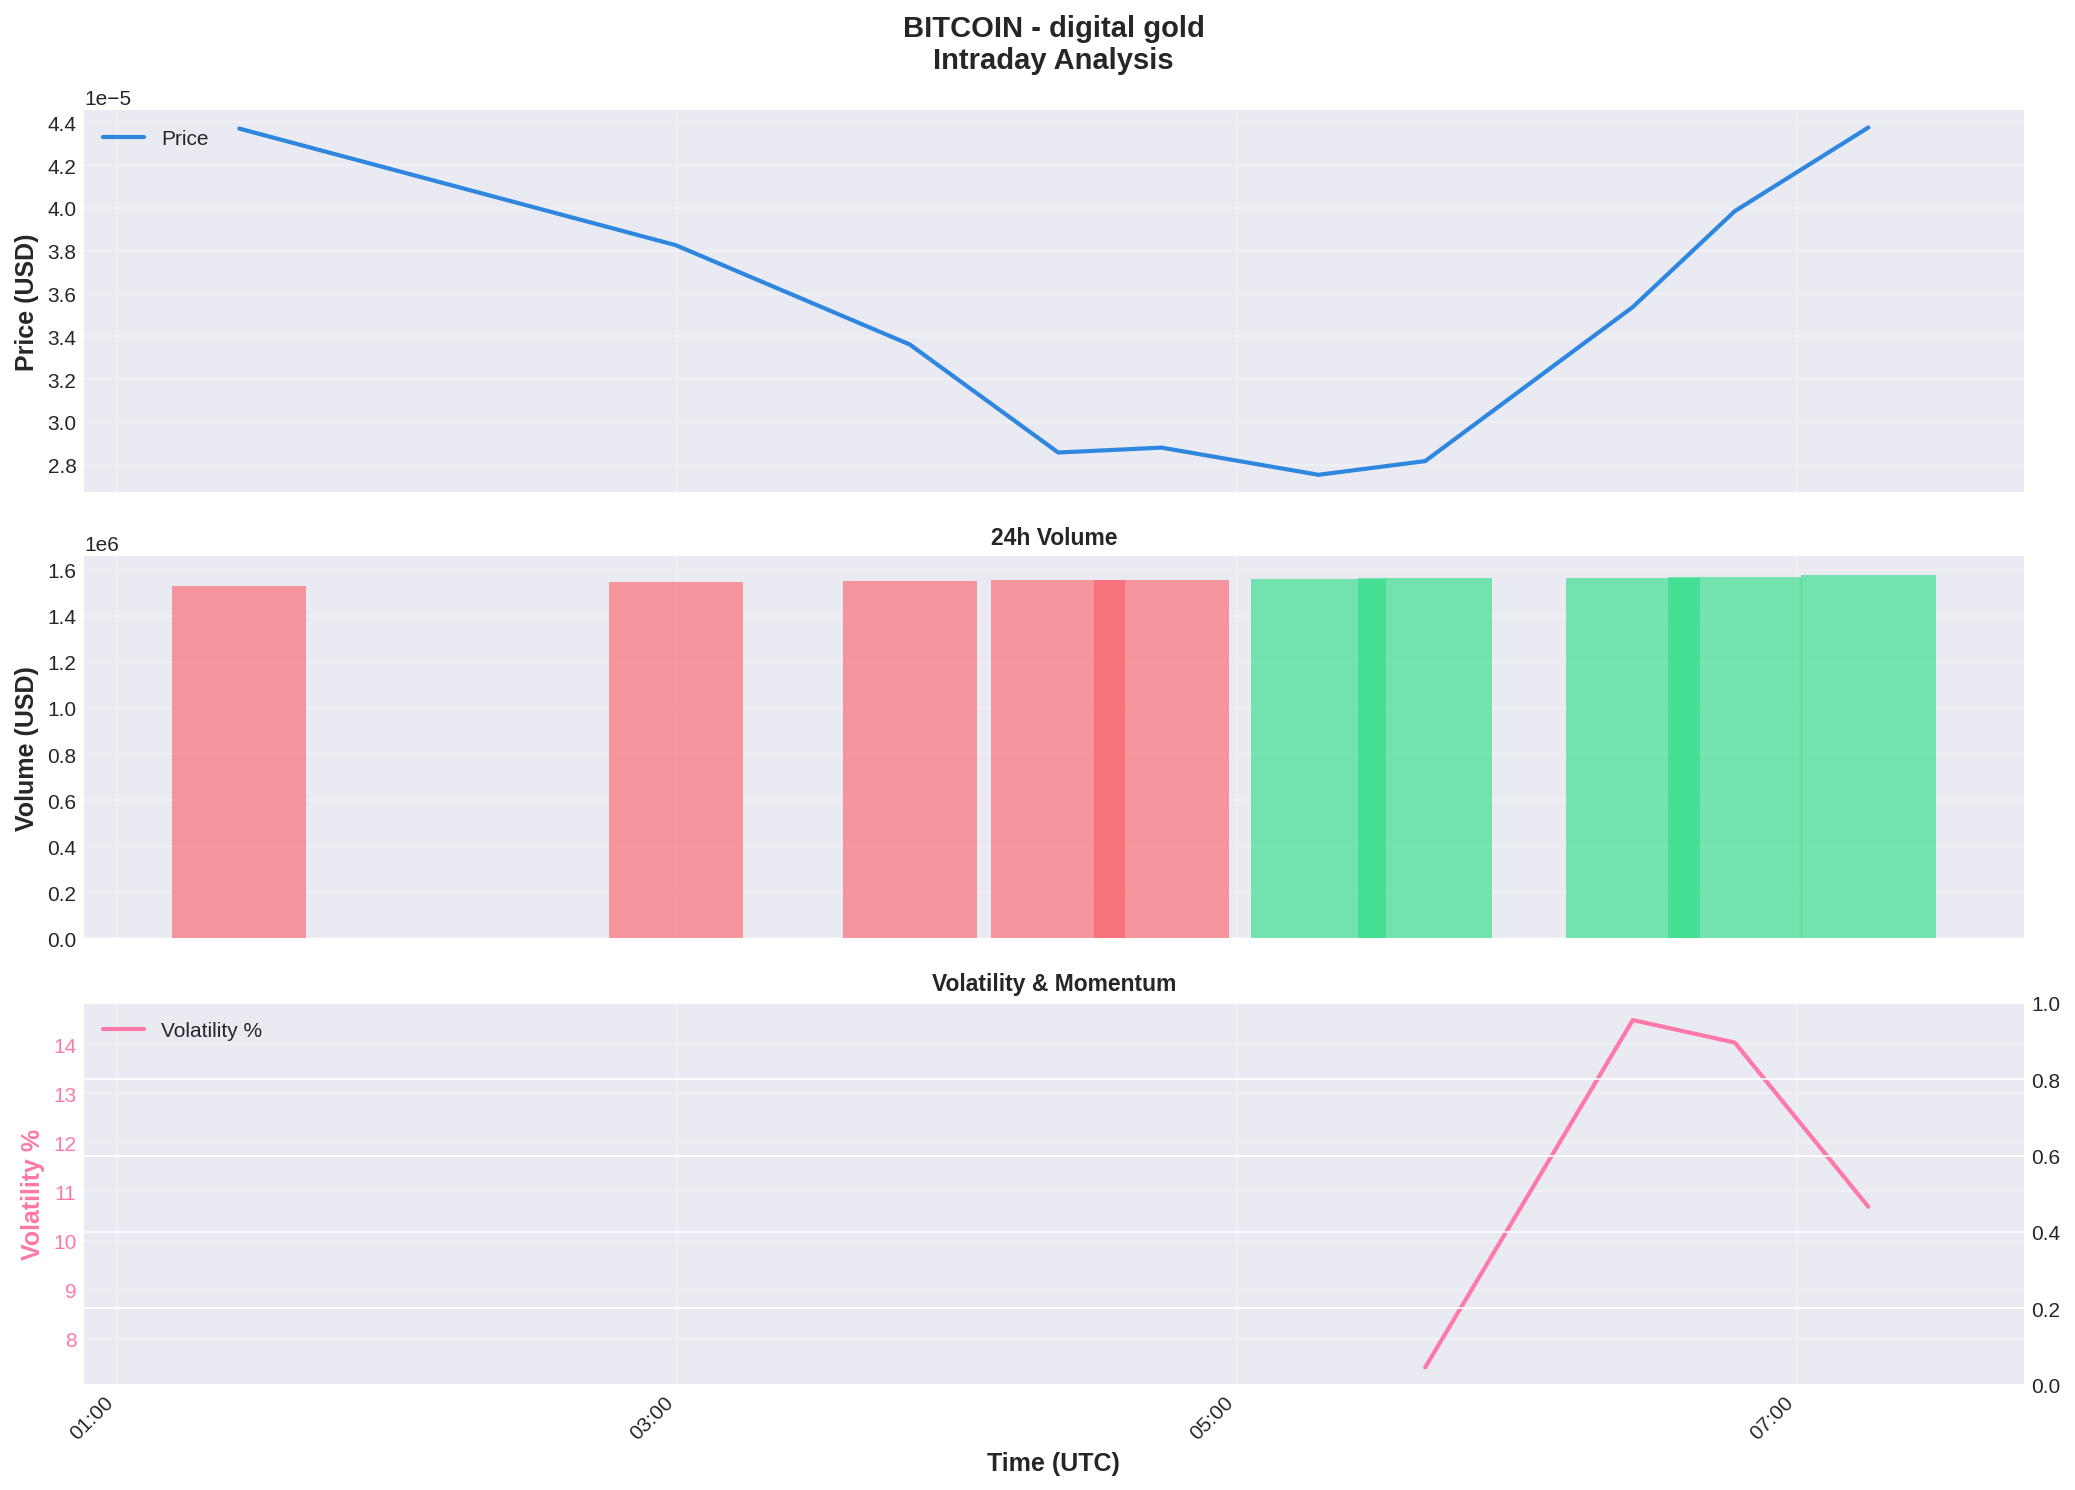 BITCOIN - digital gold
Intraday Analysis
1e−5
4.4
4.2
4.0
3.8
3.6
3.4
3.2
3.0
2.8
Price (USD)
Price
24h Volume
1e6
1.6
1.4
1.2
1.0
0.8
0.6
0.4
0.2
0.0
Volume (USD)
Volatility & Momentum
14
13
12
11
10
9
8
Volatility %
Volatility %
1.0
0.8
0.6
0.4
0.2
0.0
01:00
03:00
05:00
07:00
Time (UTC)